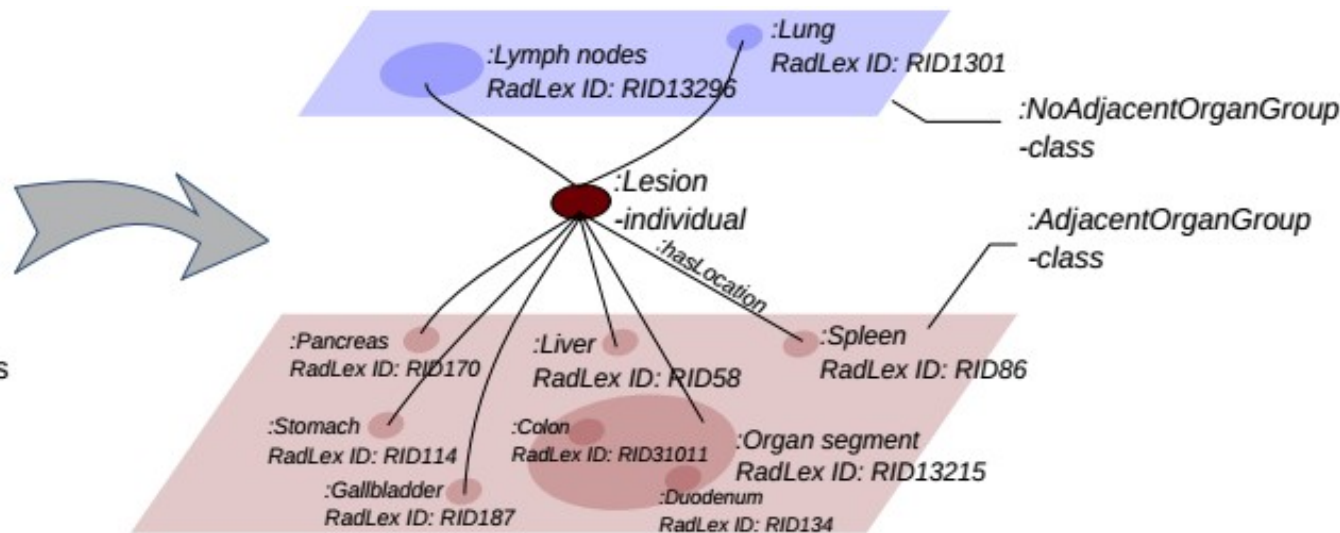 :Lung
RadLex ID: RID1301
:Lymph nodes
RadLex ID: RID13296
:NoAdjacentOrganGroup
-class
:Lesion
-individual
:AdjacentOrganGroup
-class
:hasLocation
:Pancreas
RadLex ID: RID170
:Liver
RadLex ID: RID58
:Spleen
RadLex ID: RID86
s
:Stomach
RadLex ID: RID114
:Colon
RadLex ID: RID31011
:Organ segment
RadLex ID: RID13215
:Gallbladder
RadLex ID: RID187
:Duodenum
RadLex ID: RID134